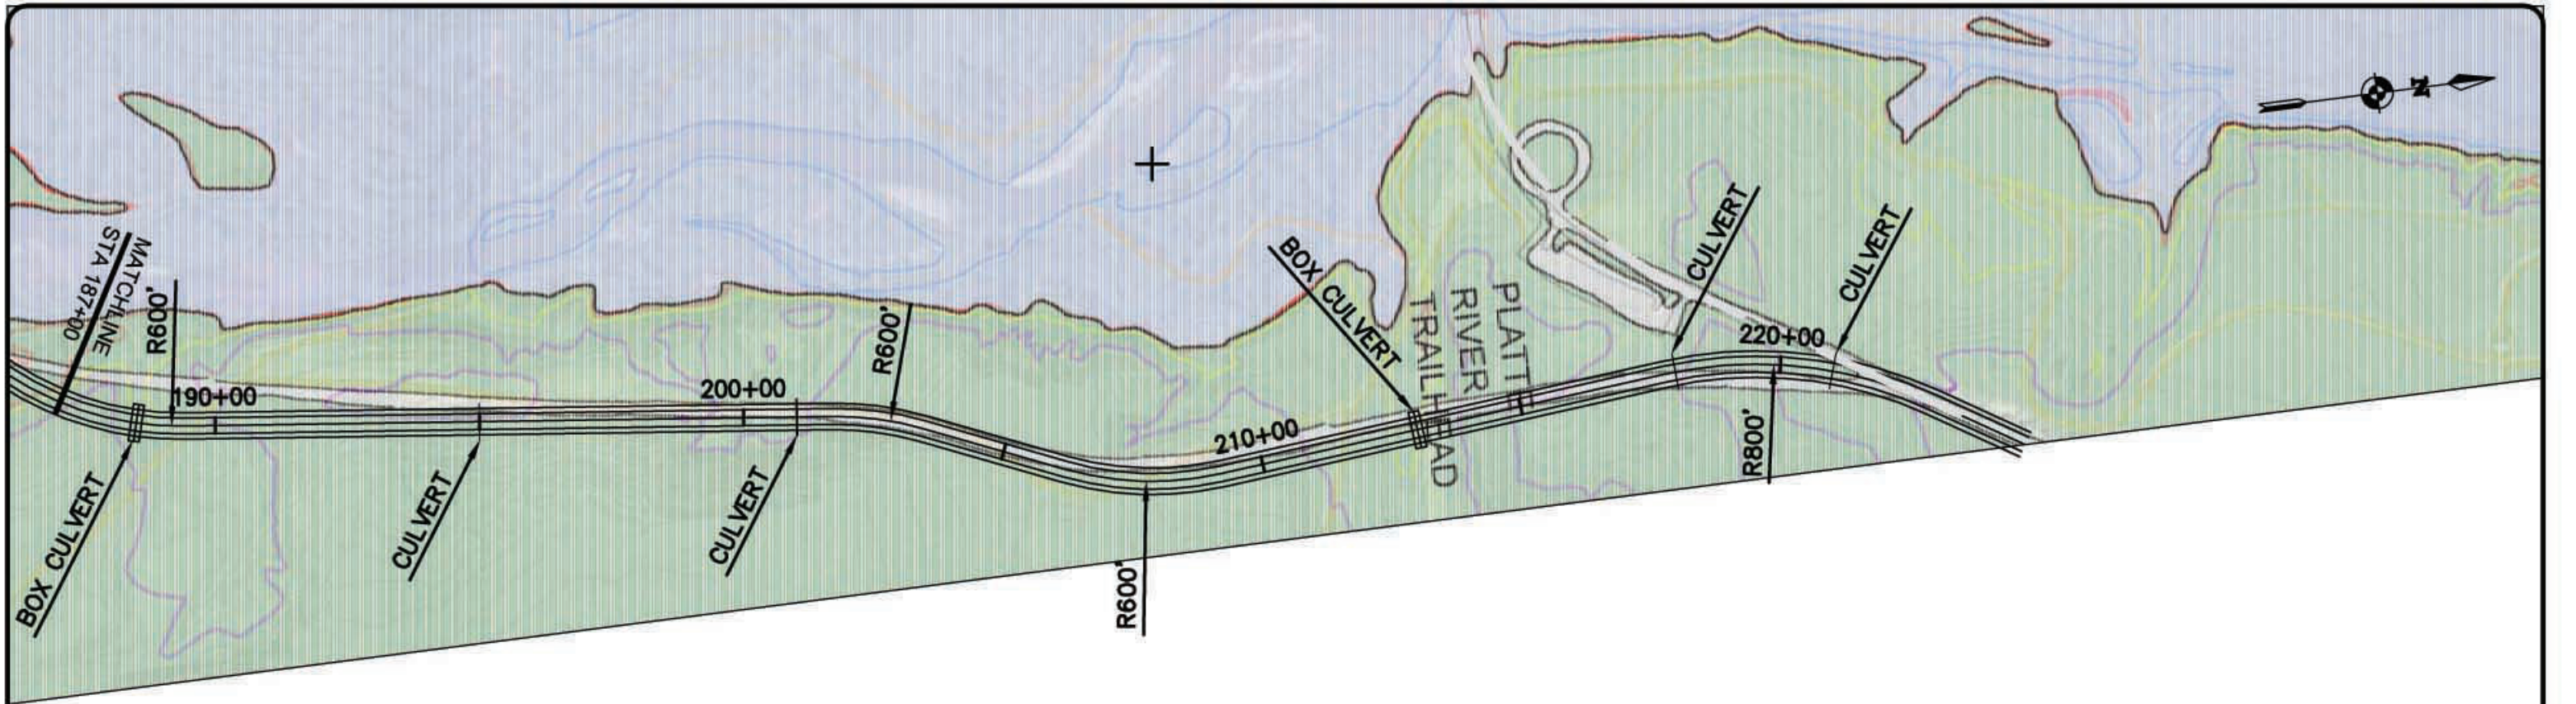 N
MATCHLINE
STA 187+00
R600'
190+00
BOX CULVERT
CULVERT
200+00
CULVERT
R600'
R600'
210+00
BOX CULVERT
PLATTE
RIVER
TRAILHEAD
CULVERT
220+00
CULVERT
R800'